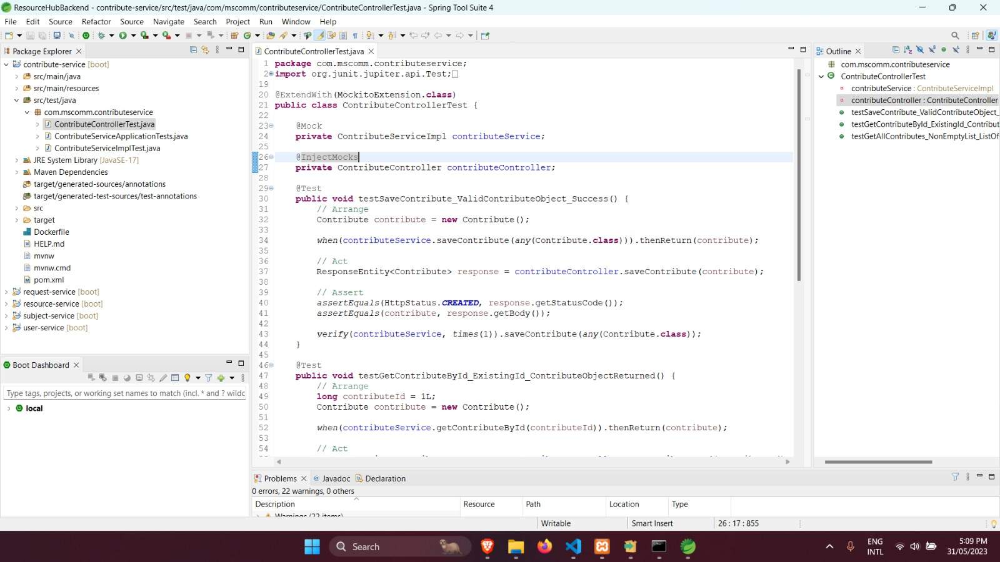 ResourceHubBackend - contribute-service/src/test/java/com/mscomm/contributeservice/ContributeControllerTest.java - Spring Tool Suite 4
File Edit Source Refactor Source Navigate Search Project Run Window Help
Package Explorer
contribute-service [boot]
src/main/java
src/main/resources
src/test/java
com.mscomm.contributeservice
ContributeControllerTest.java
ContributeServiceApplicationTests.java
ContributeServiceImplTest.java
JRE System Library [JavaSE-17]
Maven Dependencies
target/generated-sources/annotations
target/generated-test-sources/test-annotations
src
target
Dockerfile
HELP.md
mvnw
mvnw.cmd
pom.xml
request-service [boot]
resource-service [boot]
subject-service [boot]
user-service [boot]
Boot Dashboard
Type tags, projects, or working set names to match (incl. * and ? wildc
local
ContributeControllerTest.java
1 package com.mscomm.contributeservice;
2 import org.junit.jupiter.api.Test;
19
20 @ExtendWith(MockitoExtension.class)
21 public class ContributeControllerTest {
22
23 @Mock
24 private ContributeServiceImpl contributeService;
25
26 @InjectMocks
27 private ContributeController contributeController;
28
29 @Test
30 public void testSaveContribute_ValidContributeObject_Success() {
31 // Arrange
32 Contribute contribute = new Contribute();
33
34 when(contributeService.saveContribute(any(Contribute.class))).thenReturn(contribute);
35
36 // Act
37 ResponseEntity<Contribute> response = contributeController.saveContribute(contribute);
38
39 // Assert
40 assertEquals(HttpStatus.CREATED, response.getStatusCode());
41 assertEquals(contribute, response.getBody());
42
43 verify(contributeService, times(1)).saveContribute(any(Contribute.class));
44 }
45
46 @Test
47 public void testGetContributeById_ExistingId_ContributeObjectReturned() {
48 // Arrange
49 long contributeId = 1L;
50 Contribute contribute = new Contribute();
51
52 when(contributeService.getContributeById(contributeId)).thenReturn(contribute);
53
54 // Act
Outline
com.mscomm.contributeservice
ContributeControllerTest
contributeService : ContributeServiceImpl
contributeController : ContributeController
testSaveContribute_ValidContributeObject_
testGetContributeById_ExistingId_Contribut
testGetAllContributes_NonEmptyList_ListOf
Problems
Javadoc
Declaration
0 errors, 22 warnings, 0 others
Description Resource Path Location Type
Warnings (22 items)
Writable Smart Insert 26 : 17 : 855
Search
ENG
INTL
5:09 PM
31/05/2023